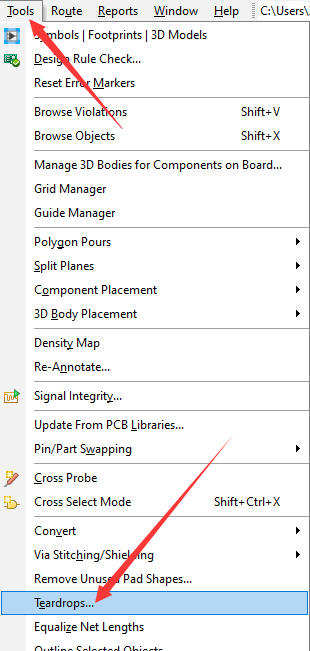 Tools Route Reports Window Help C:\Users\
Symbols | Footprints | 3D Models
Design Rule Check...
Reset Error Markers
Browse Violations Shift+V
Browse Objects Shift+X
Manage 3D Bodies for Components on Board...
Grid Manager
Guide Manager
Polygon Pours
Split Planes
Component Placement
3D Body Placement
Density Map
Re-Annotate...
Signal Integrity...
Update From PCB Libraries...
Pin/Part Swapping
Cross Probe
Cross Select Mode Shift+Ctrl+X
Convert
Via Stitching/Shielding
Remove Unused Pad Shapes...
Teardrops...
Equalize Net Lengths
Outline Selected Objects